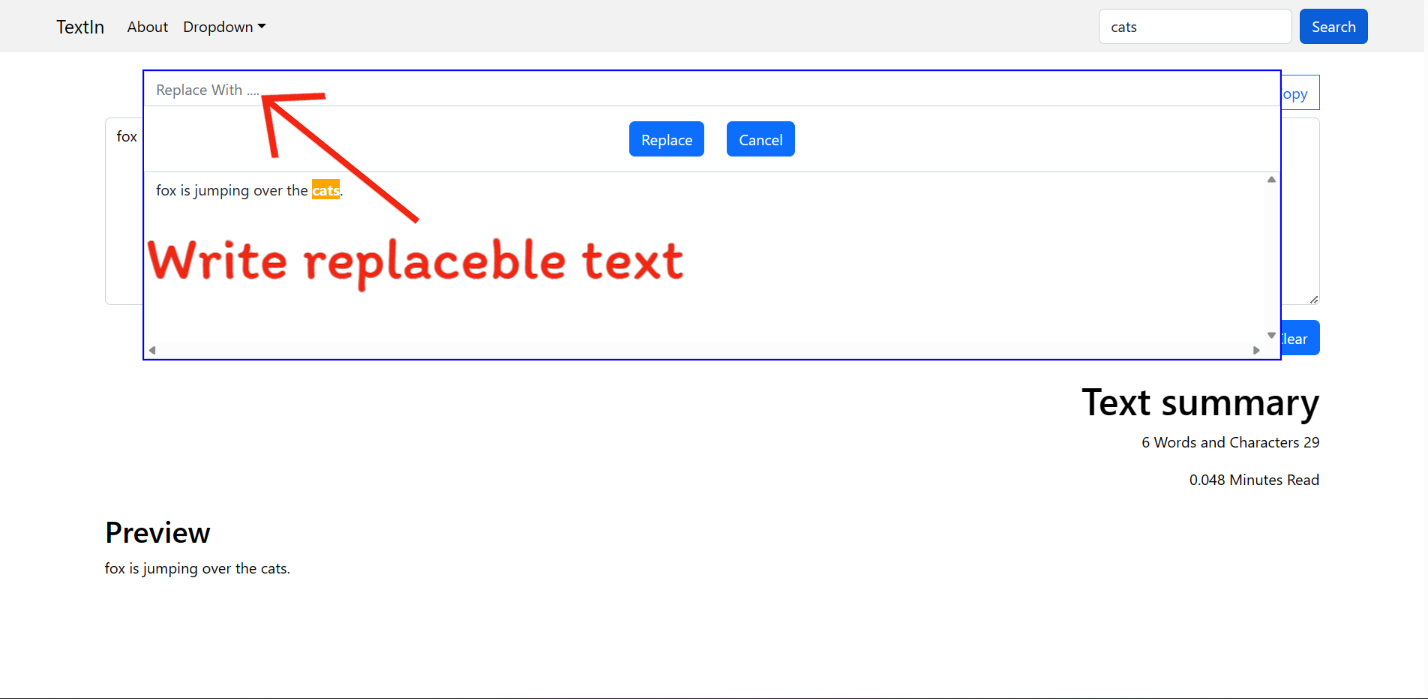 TextIn About Dropdown cats Search
Replace With .... opy
fox
Replace Cancel
fox is jumping over the cats.
Write replaceble text
lear
Text summary
6 Words and Characters 29
0.048 Minutes Read
Preview
fox is jumping over the cats.